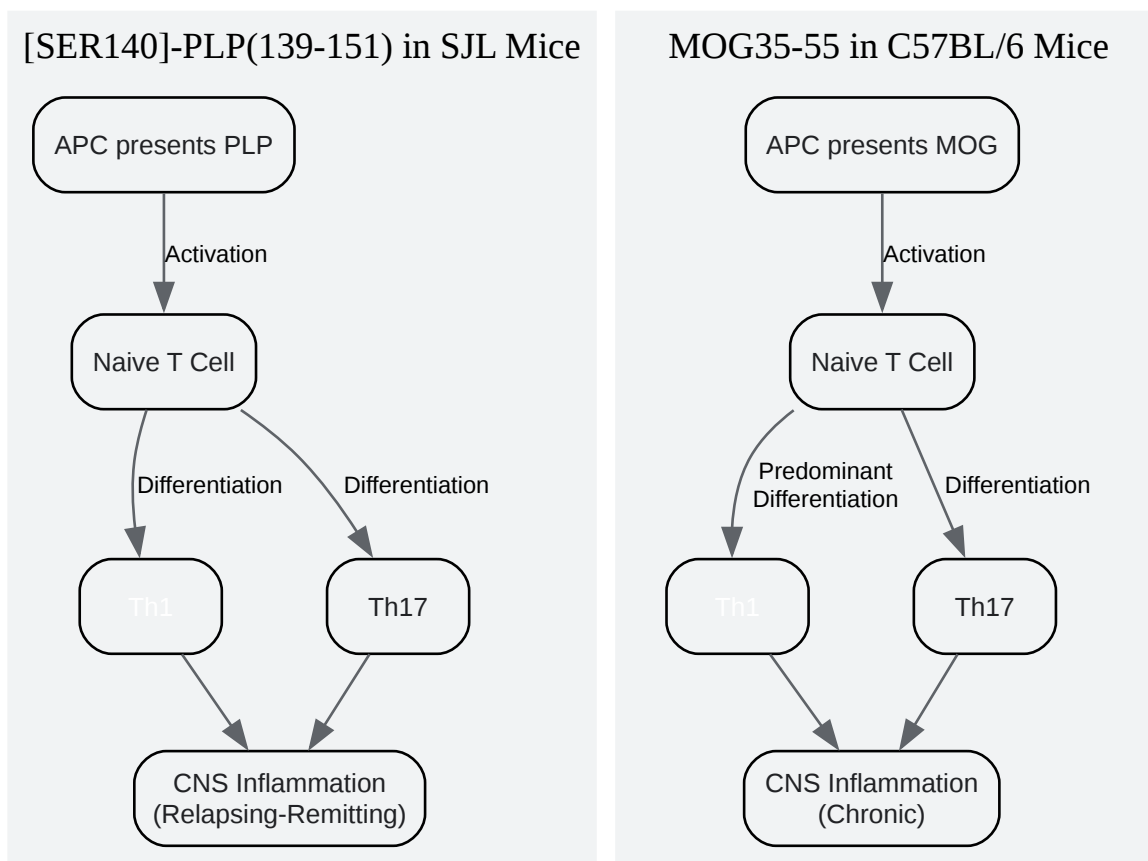 [SER140]-PLP(139-151) in SJL Mice
APC presents PLP
Activation
Naive T Cell
Differentiation
Differentiation
Th1
Th17
CNS Inflammation
(Relapsing-Remitting)
MOG35-55 in C57BL/6 Mice
APC presents MOG
Activation
Naive T Cell
Predominant
Differentiation
Differentiation
Th1
Th17
CNS Inflammation
(Chronic)